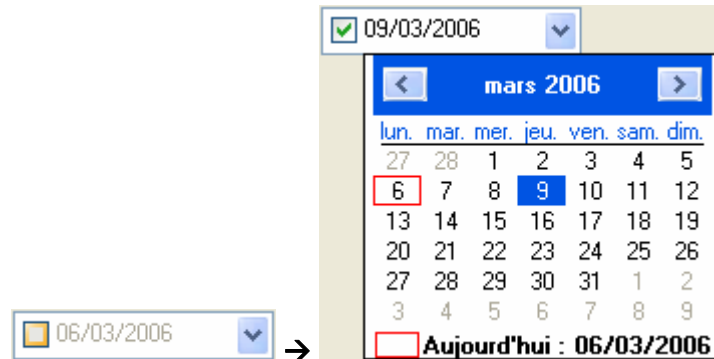 09/03/2006
mars 2006
lun. mar. mer. jeu. ven. sam. dim.
27 28 1 2 3 4 5
6 7 8 9 10 11 12
13 14 15 16 17 18 19
20 21 22 23 24 25 26
27 28 29 30 31 1 2
3 4 5 6 7 8 9
Aujourd'hui : 06/03/2006
06/03/2006 →